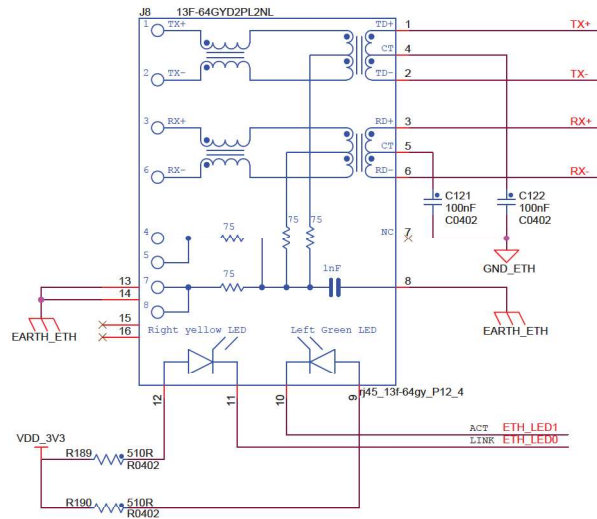 J8 13F-64GYD2PL2NL
1 TX+ TD+ 1 TX+
CT 4
2 TX- TD- 2 TX-
3 RX+ RD+ 3 RX+
CT 5
6 RX- RD- 6 RX-
C121 C122
100nF 100nF
C0402 C0402
75 75
4 75 NC 7
5
GND_ETH
13 7 75 1nF 8
14
8
EARTH_ETH 15 EARTH_ETH
16
Right yellow LED Left Green LED
12 11 10 9 rj45_13f-64gy_P12_4
ACT ETH_LED1
VDD_3V3 LINK ETH_LED0
R189 510R
R0402
R190 510R
R0402